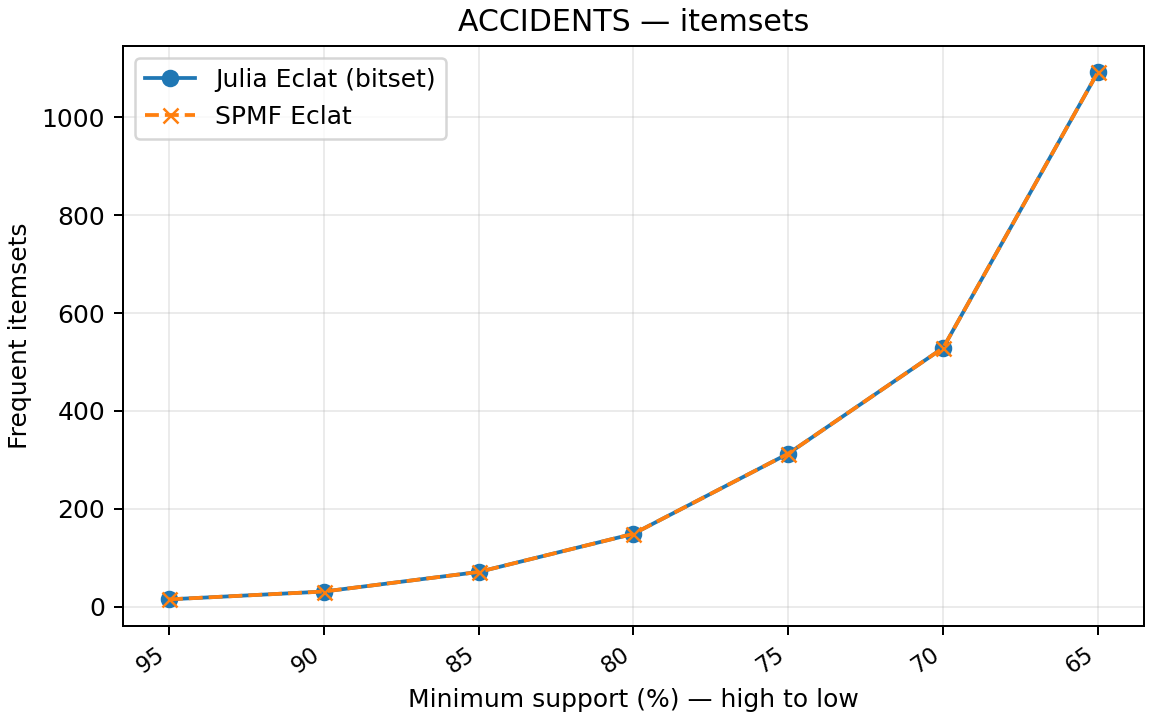 ACCIDENTS — itemsets
Julia Eclat (bitset)
SPMF Eclat
Frequent itemsets
1000
800
600
400
200
0
95
90
85
80
75
70
65
Minimum support (%) — high to low